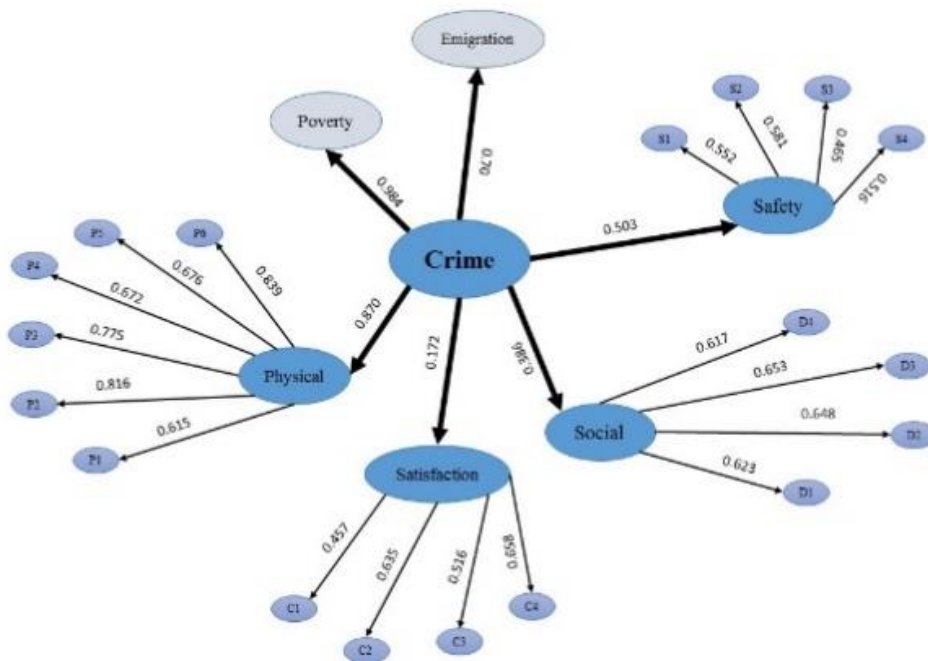 Emigration
Poverty
0.984
0.70
S1
S2
S3
S4
0.552
0.581
0.465
0.516
Safety
0.503
Crime
P6
P5
P4
P3
P2
P1
0.839
0.676
0.672
0.775
0.816
0.615
Physical
0.870
0.172
0.386
Social
0.617
0.653
0.648
0.623
D4
D3
D2
D1
Satisfaction
0.457
0.635
0.516
0.658
C1
C2
C3
C4